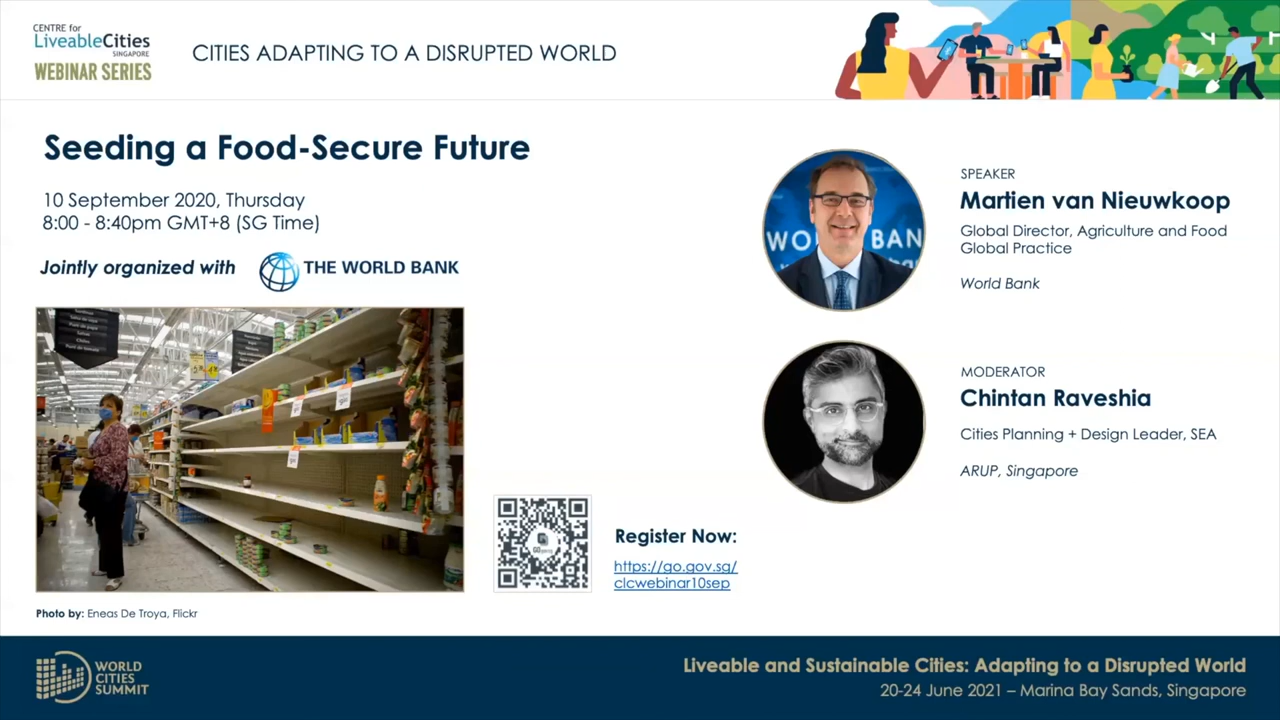 CENTRE for
LiveableCities
SINGAPORE
WEBINAR SERIES
CITIES ADAPTING TO A DISRUPTED WORLD
Seeding a Food-Secure Future
10 September 2020, Thursday
8:00 - 8:40pm GMT+8 (SG Time)
Jointly organized with
THE WORLD BANK
Photo by: Eneas De Troya, Flickr
Register Now:
https://go.gov.sg/
clcwebinar10sep
WO BAN
SPEAKER
Martien van Nieuwkoop
Global Director, Agriculture and Food
Global Practice
World Bank
MODERATOR
Chintan Raveshia
Cities Planning + Design Leader, SEA
ARUP, Singapore
WORLD
CITIES
SUMMIT
Liveable and Sustainable Cities: Adapting to a Disrupted World
20-24 June 2021 – Marina Bay Sands, Singapore